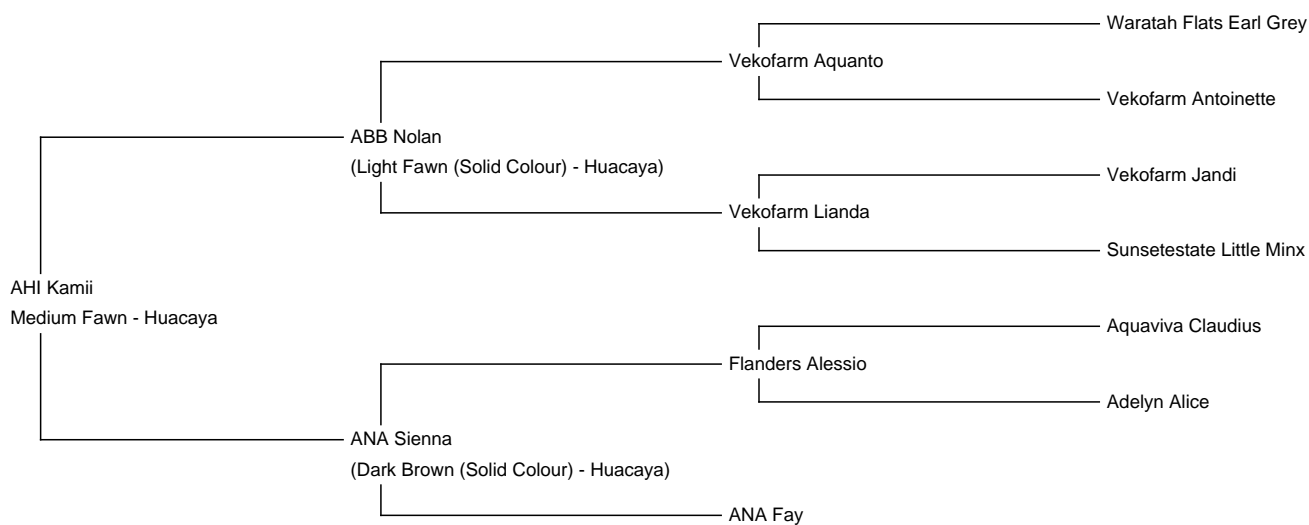 Waratah Flats Earl Grey
Vekofarm Aquanto
Vekofarm Antoinette
ABB Nolan
(Light Fawn (Solid Colour) - Huacaya)
Vekofarm Jandi
Vekofarm Lianda
Sunsetestate Little Minx
AHI Kamii
Medium Fawn - Huacaya
Aquaviva Claudius
Flanders Alessio
Adelyn Alice
ANA Sienna
(Dark Brown (Solid Colour) - Huacaya)
ANA Fay